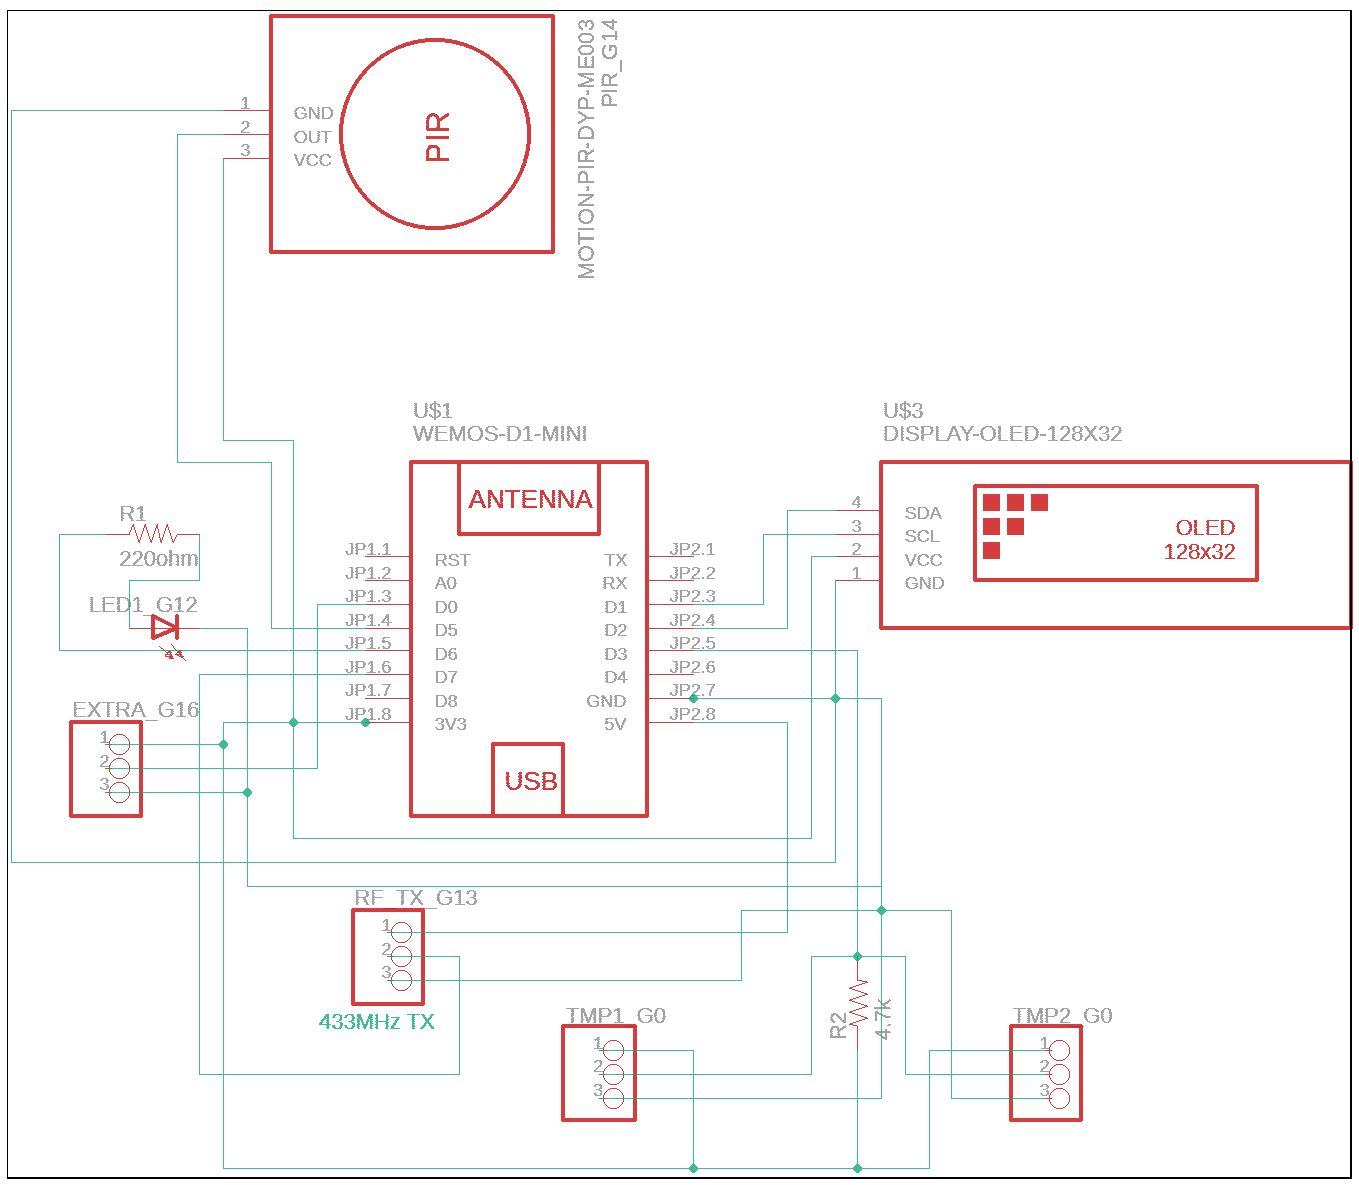 1
2
3
GND
OUT
VCC
PIR
MOTION-PIR-DYP-ME003
PIR_G14
U$1
WEMOS-D1-MINI
ANTENNA
JP1.1
JP1.2
JP1.3
JP1.4
JP1.5
JP1.6
JP1.7
JP1.8
RST
A0
D0
D5
D6
D7
D8
3V3
TX
RX
D1
D2
D3
D4
GND
5V
JP2.1
JP2.2
JP2.3
JP2.4
JP2.5
JP2.6
JP2.7
JP2.8
USB
U$3
DISPLAY-OLED-128X32
4
3
2
1
SDA
SCL
VCC
GND
OLED
128x32
R1
220ohm
LED1_G12
EXTRA_G16
1
2
3
RF_TX_G13
1
2
3
433MHz TX
TMP1_G0
1
2
3
R2
4.7k
TMP2_G0
1
2
3